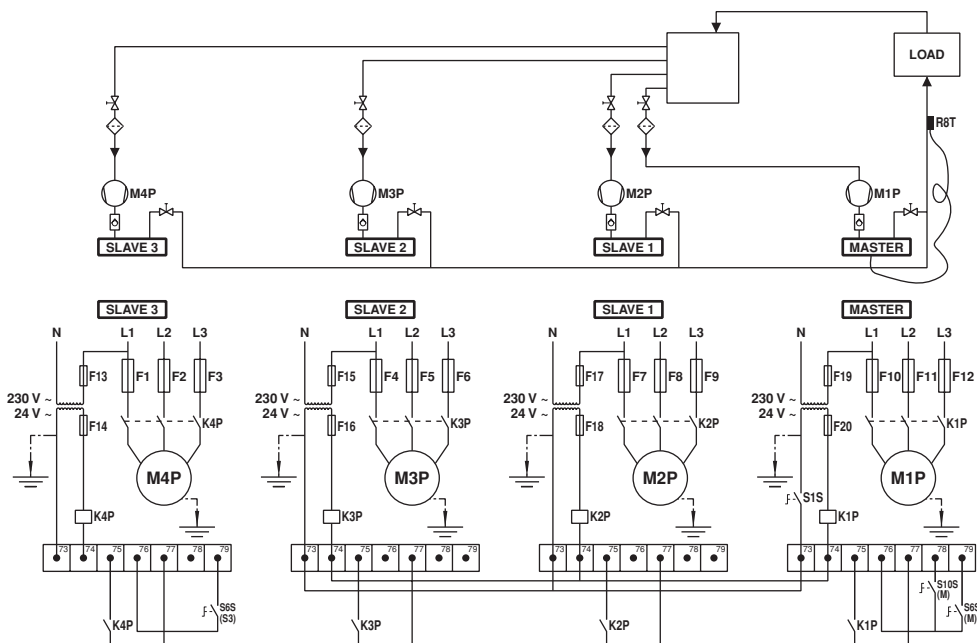 LOAD
R8T
M4P M3P M2P M1P
SLAVE 3 SLAVE 2 SLAVE 1 MASTER
SLAVE 3 SLAVE 2 SLAVE 1 MASTER
N L1 L2 L3 N L1 L2 L3 N L1 L2 L3 N L1 L2 L3
F13 F1 F2 F3 F15 F4 F5 F6 F17 F7 F8 F9 F19 F10 F11 F12
230 V ~ 230 V ~ 230 V ~ 230 V ~
24 V ~ 24 V ~ 24 V ~ 24 V ~
F14 K4P F16 K3P F18 K2P F20 K1P
M4P M3P M2P M1P
S1S
K4P K3P K2P K1P
73 74 75 76 77 78 79 73 74 75 76 77 78 79 73 74 75 76 77 78 79 73 74 75 76 77 78 79
S6S
(S3)
S10S
(M)
S6S
(M)
K4P K3P K2P K1P